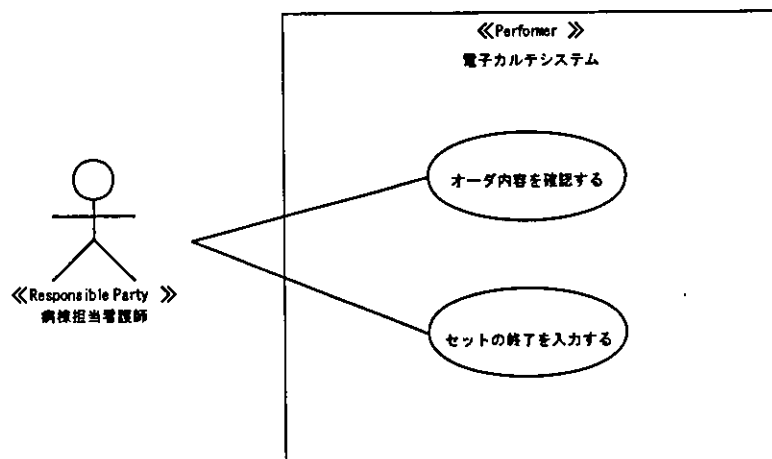 ≪Performer ≫
電子カルテシステム
オーダ内容を確認する
≪Responsible Party ≫
病棟担当看護師
セットの終了を入力する